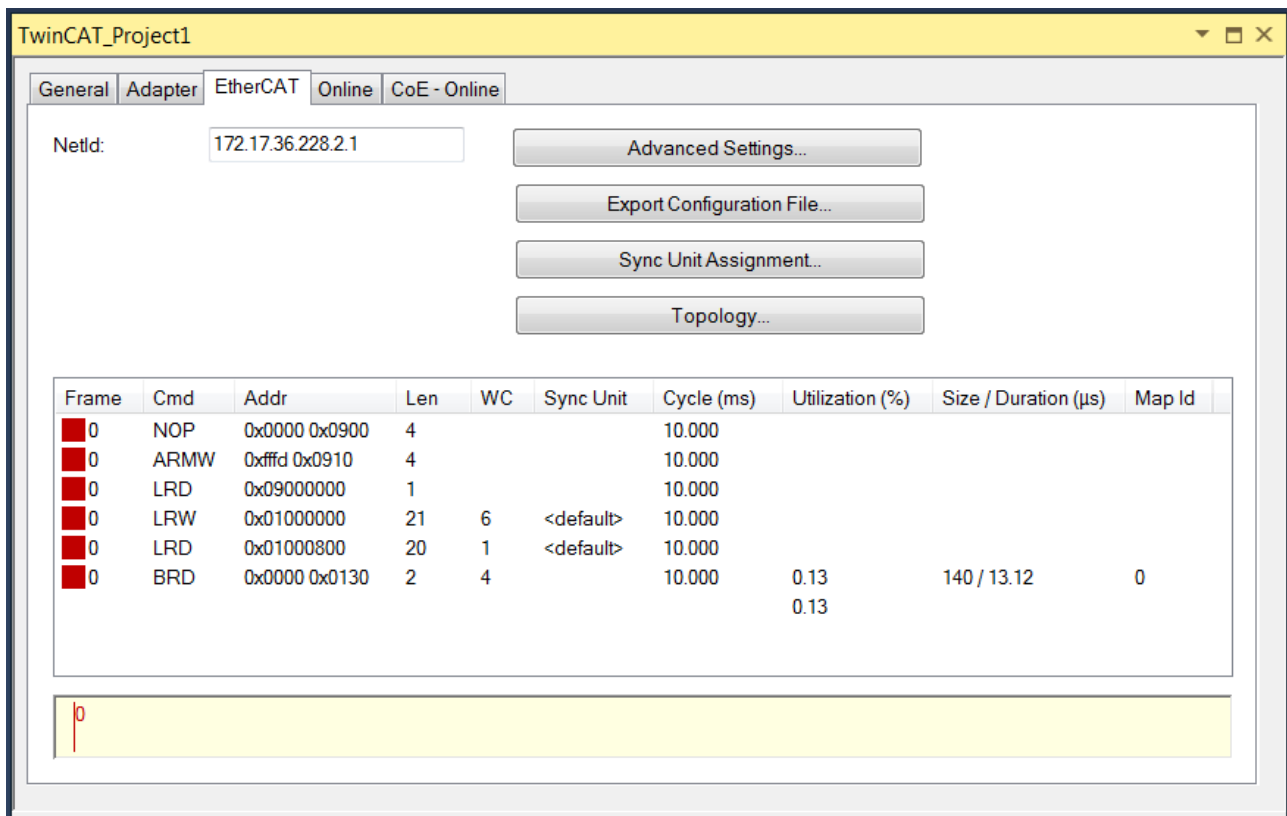 TwinCAT_Project1
General Adapter EtherCAT Online CoE - Online
NetId: 172.17.36.228.2.1 Advanced Settings...
Export Configuration File...
Sync Unit Assignment...
Topology...
Frame Cmd Addr Len WC Sync Unit Cycle (ms) Utilization (%) Size / Duration (µs) Map Id
0 NOP 0x0000 0x0900 4 10.000
0 ARMW 0xfffd 0x0910 4 10.000
0 LRD 0x09000000 1 10.000
0 LRW 0x01000000 21 6 <default> 10.000
0 LRD 0x01000800 20 1 <default> 10.000
0 BRD 0x0000 0x0130 2 4 10.000 0.13 140 / 13.12 0
0.13
0